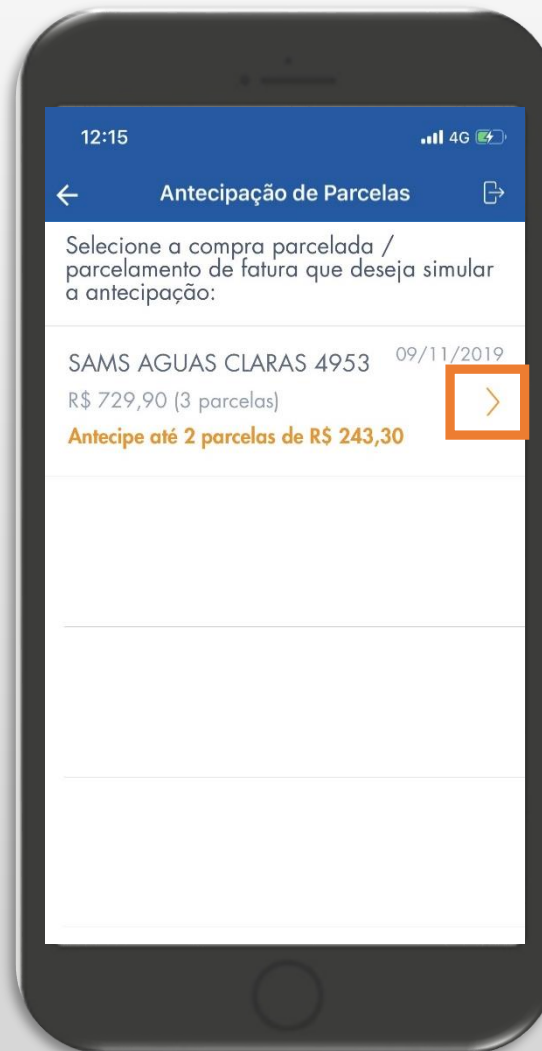 12:15
4G
Antecipação de Parcelas
Selecione a compra parcelada /
parcelamento de fatura que deseja simular
a antecipação:
SAMS AGUAS CLARAS 4953
09/11/2019
R$ 729,90 (3 parcelas)
Antecipe até 2 parcelas de R$ 243,30